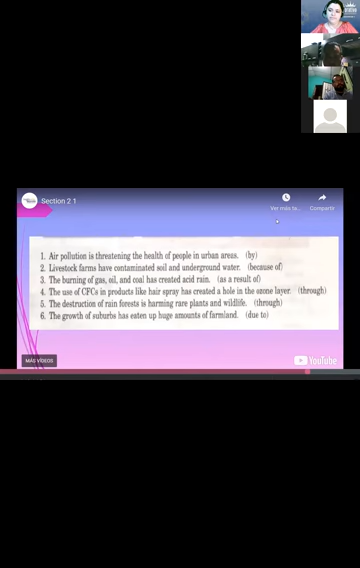 Section 2 1
Ver más ta...
Compartir
1. Air pollution is threatening the health of people in urban areas. (by)
2. Livestock farms have contaminated soil and underground water. (because of)
3. The burning of gas, oil, and coal has created acid rain. (as a result of)
4. The use of CFCs in products like hair spray has created a hole in the ozone layer. (through)
5. The destruction of rain forests is harming rare plants and wildlife. (through)
6. The growth of suburbs has eaten up huge amounts of farmland. (due to)
MÁS VÍDEOS
YouTube